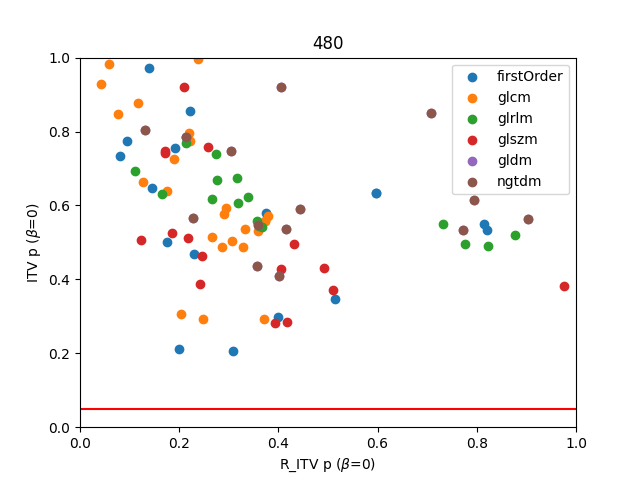 480
1.0
0.8
0.6
0.4
0.2
0.0
ITV p (β=0)
firstOrder
glcm
glrlm
glszm
gldm
ngtdm
0.0 0.2 0.4 0.6 0.8 1.0
R_ITV p (β=0)